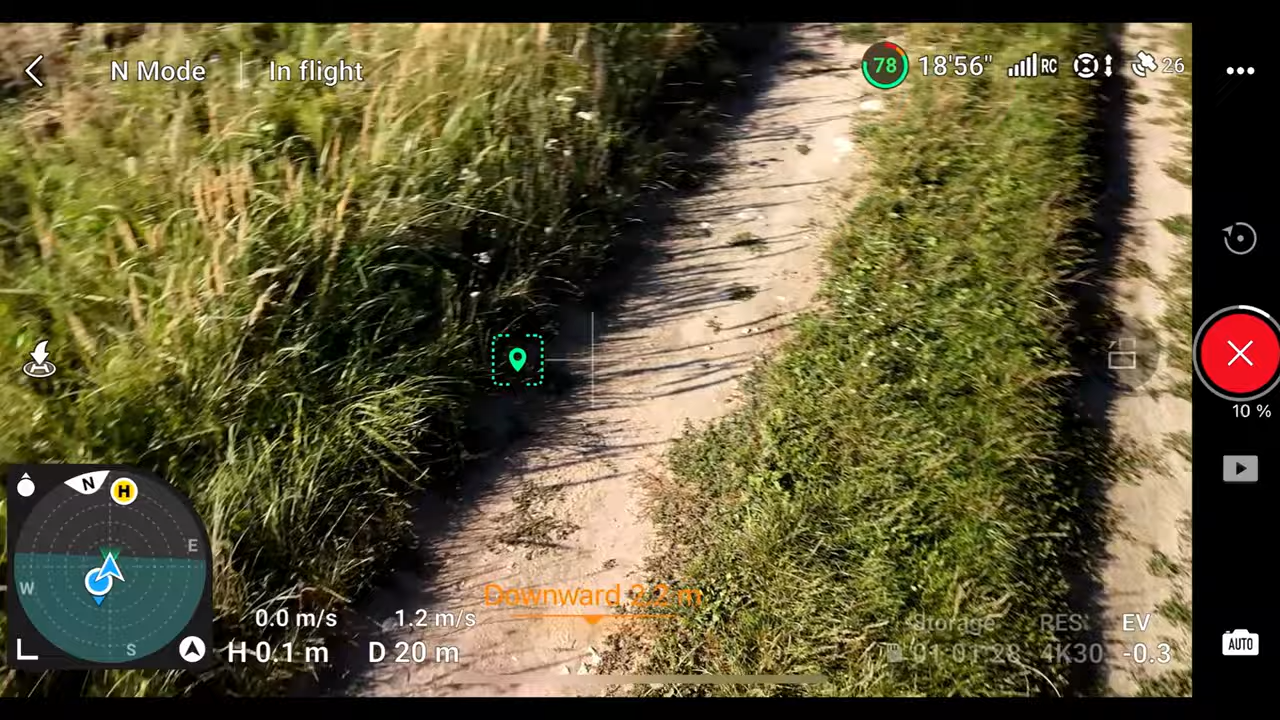 N Mode
In flight
78
18'56"
RC
26
10 %
N
H
E
W
S
Downward 2.2 m
0.0 m/s
1.2 m/s
H 0.1 m
D 20 m
Storage
RES
EV
01:01:28
4K30
-0.3
AUTO